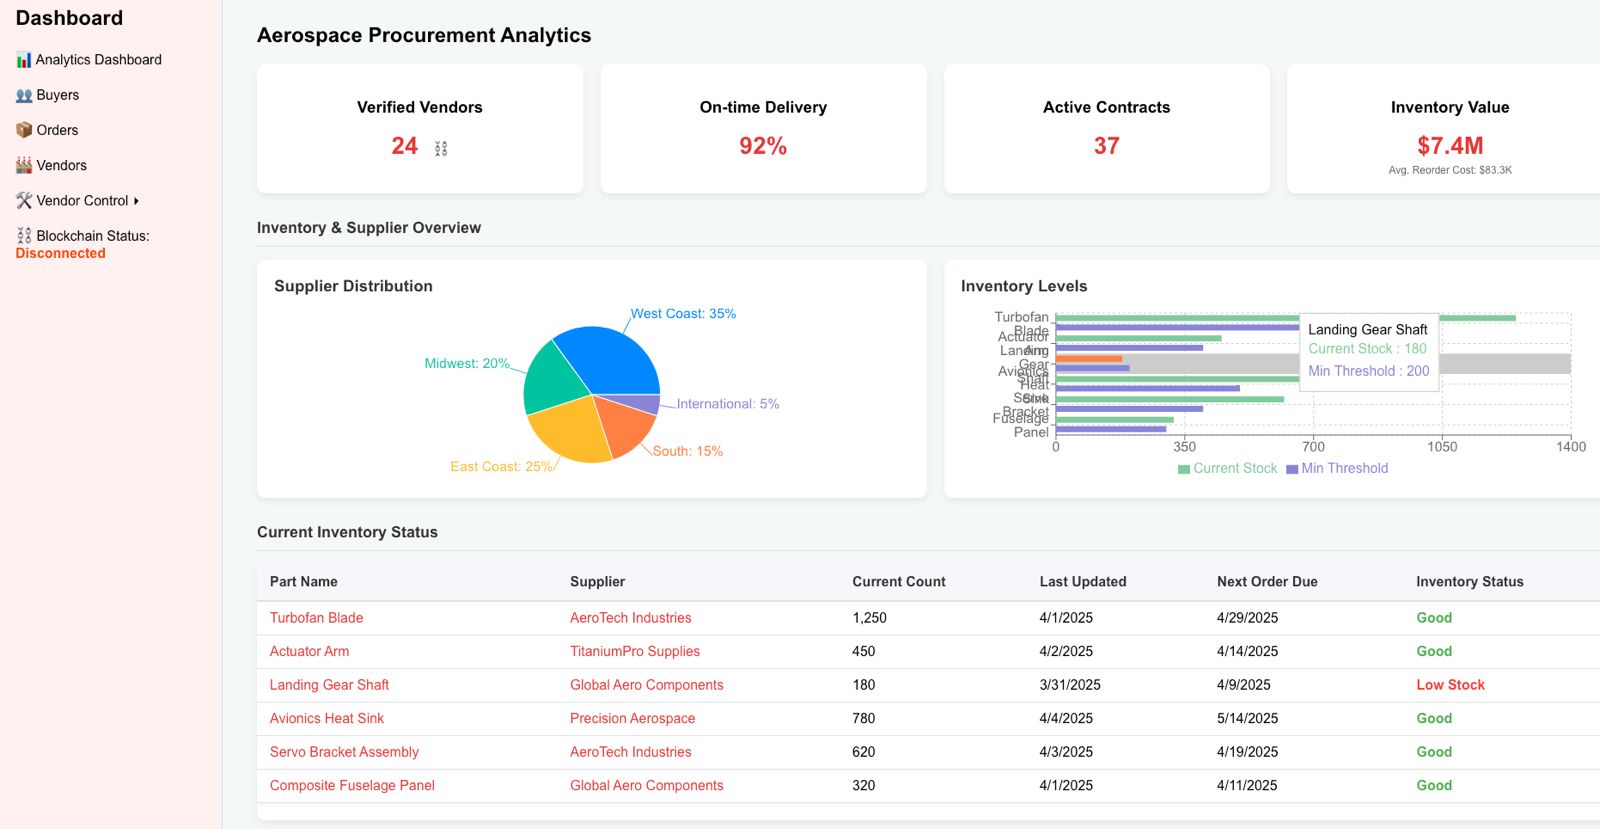 Dashboard
Analytics Dashboard
Buyers
Orders
Vendors
Vendor Control
Blockchain Status:
Disconnected
Aerospace Procurement Analytics
Verified Vendors
24
On-time Delivery
92%
Active Contracts
37
Inventory Value
$7.4M
Avg. Reorder Cost: $83.3K
Inventory & Supplier Overview
Supplier Distribution
West Coast: 35%
Midwest: 20%
International: 5%
South: 15%
East Coast: 25%
Inventory Levels
Turbofan
Blade
Actuator
Arm
Landing
Gear
Shaft
Avionics
Heat
Sink
Servo
Bracket
Fuselage
Panel
Landing Gear Shaft
Current Stock : 180
Min Threshold : 200
0 350 700 1050 1400
Current Stock Min Threshold
Current Inventory Status
Part Name Supplier Current Count Last Updated Next Order Due Inventory Status
Turbofan Blade AeroTech Industries 1,250 4/1/2025 4/29/2025 Good
Actuator Arm TitaniumPro Supplies 450 4/2/2025 4/14/2025 Good
Landing Gear Shaft Global Aero Components 180 3/31/2025 4/9/2025 Low Stock
Avionics Heat Sink Precision Aerospace 780 4/4/2025 5/14/2025 Good
Servo Bracket Assembly AeroTech Industries 620 4/3/2025 4/19/2025 Good
Composite Fuselage Panel Global Aero Components 320 4/1/2025 4/11/2025 Good